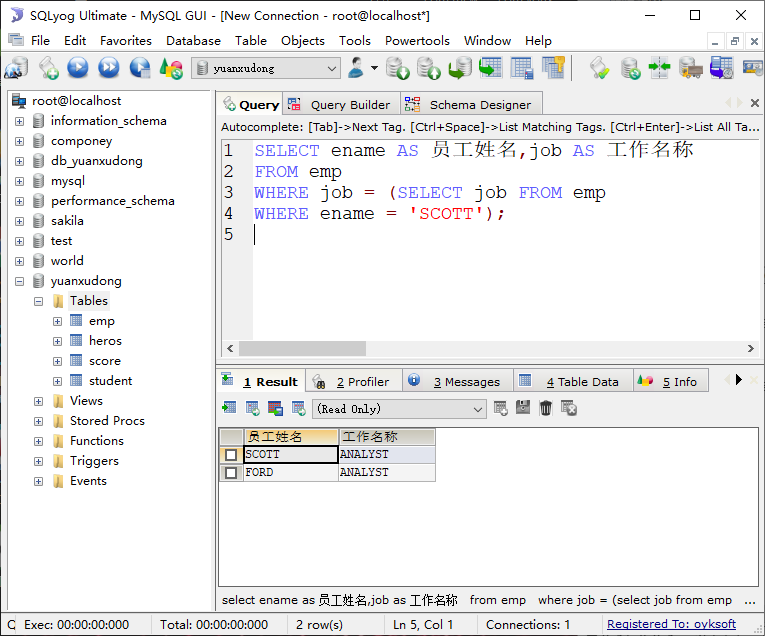 SQLyog Ultimate - MySQL GUI - [New Connection - root@localhost*]
File Edit Favorites Database Table Objects Tools Powertools Window Help
yuanxudong
root@localhost
information_schema
componey
db_yuanxudong
mysql
performance_schema
sakila
test
world
yuanxudong
Tables
emp
heros
score
student
Views
Stored Procs
Functions
Triggers
Events
Query Query Builder Schema Designer
Autocomplete: [Tab]->Next Tag. [Ctrl+Space]->List Matching Tags. [Ctrl+Enter]->List All Ta...
1 SELECT ename AS 员工姓名,job AS 工作名称
2 FROM emp
3 WHERE job = (SELECT job FROM emp
4 WHERE ename = 'SCOTT');
5
1 Result 2 Profiler 3 Messages 4 Table Data 5 Info
(Read Only)
员工姓名 工作名称
SCOTT ANALYST
FORD ANALYST
select ename as 员工姓名,job as 工作名称 from emp where job = (select job from emp ...
C Exec: 00:00:00:000 Total: 00:00:00:000 2 row(s) Ln 5, Col 1 Connections: 1 Registered To: oyksoft